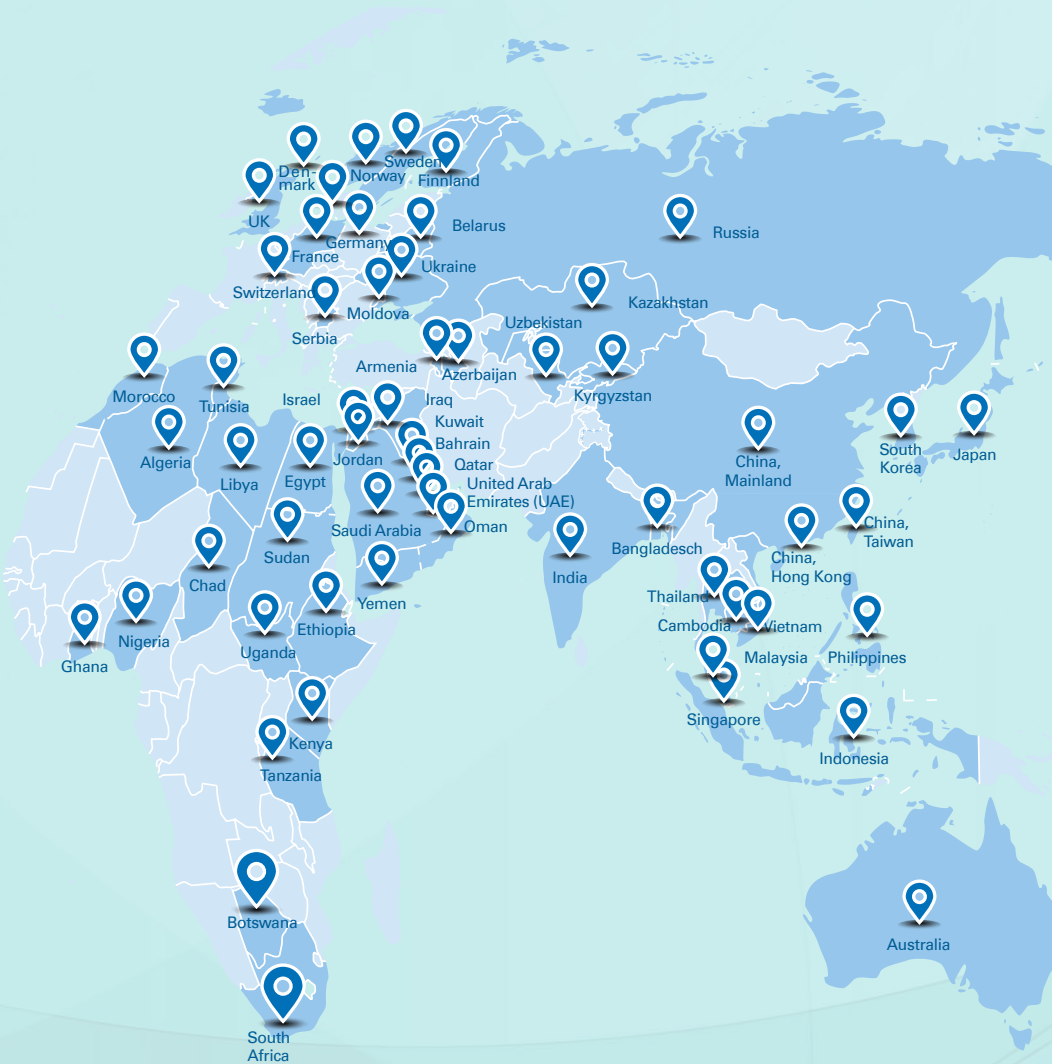 Sweden
Den-
mark
Norway
Finnland
UK
Belarus
Russia
Germany
France
Ukraine
Switzerland
Kazakhstan
Moldova
Uzbekistan
Serbia
Armenia
Azerbaijan
Morocco
Kyrgyzstan
Tunisia
Israel
Iraq
Kuwait
Bahrain
South
Korea
Japan
Algeria
Jordan
Qatar
China,
Mainland
Libya
Egypt
United Arab
Emirates (UAE)
Saudi Arabia
Oman
China,
Taiwan
Sudan
Bangladesch
China,
Hong Kong
Chad
India
Thailand
Yemen
Cambodia
Vietnam
Ethiopia
Nigeria
Uganda
Ghana
Malaysia
Philippines
Singapore
Kenya
Indonesia
Tanzania
Botswana
Australia
South
Africa